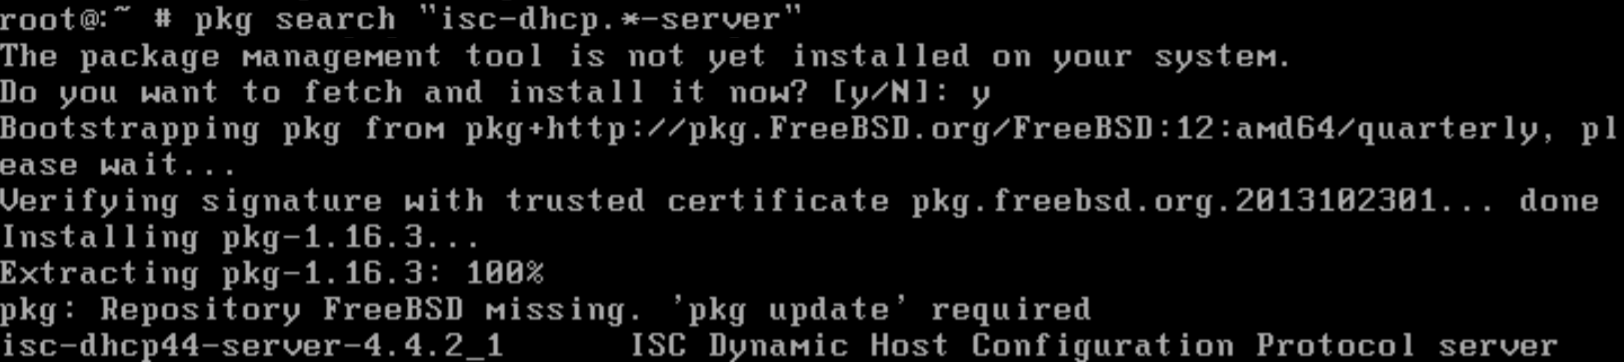 root@:~ # pkg search "isc-dhcp.*-server"
The package management tool is not yet installed on your system.
Do you want to fetch and install it now? [y/N]: y
Bootstrapping pkg from pkg+http://pkg.FreeBSD.org/FreeBSD:12:amd64/quarterly, pl
ease wait...
Verifying signature with trusted certificate pkg.freebsd.org.2013102301... done
Installing pkg-1.16.3...
Extracting pkg-1.16.3: 100%
pkg: Repository FreeBSD missing. 'pkg update' required
isc-dhcp44-server-4.4.2_1      ISC Dynamic Host Configuration Protocol server